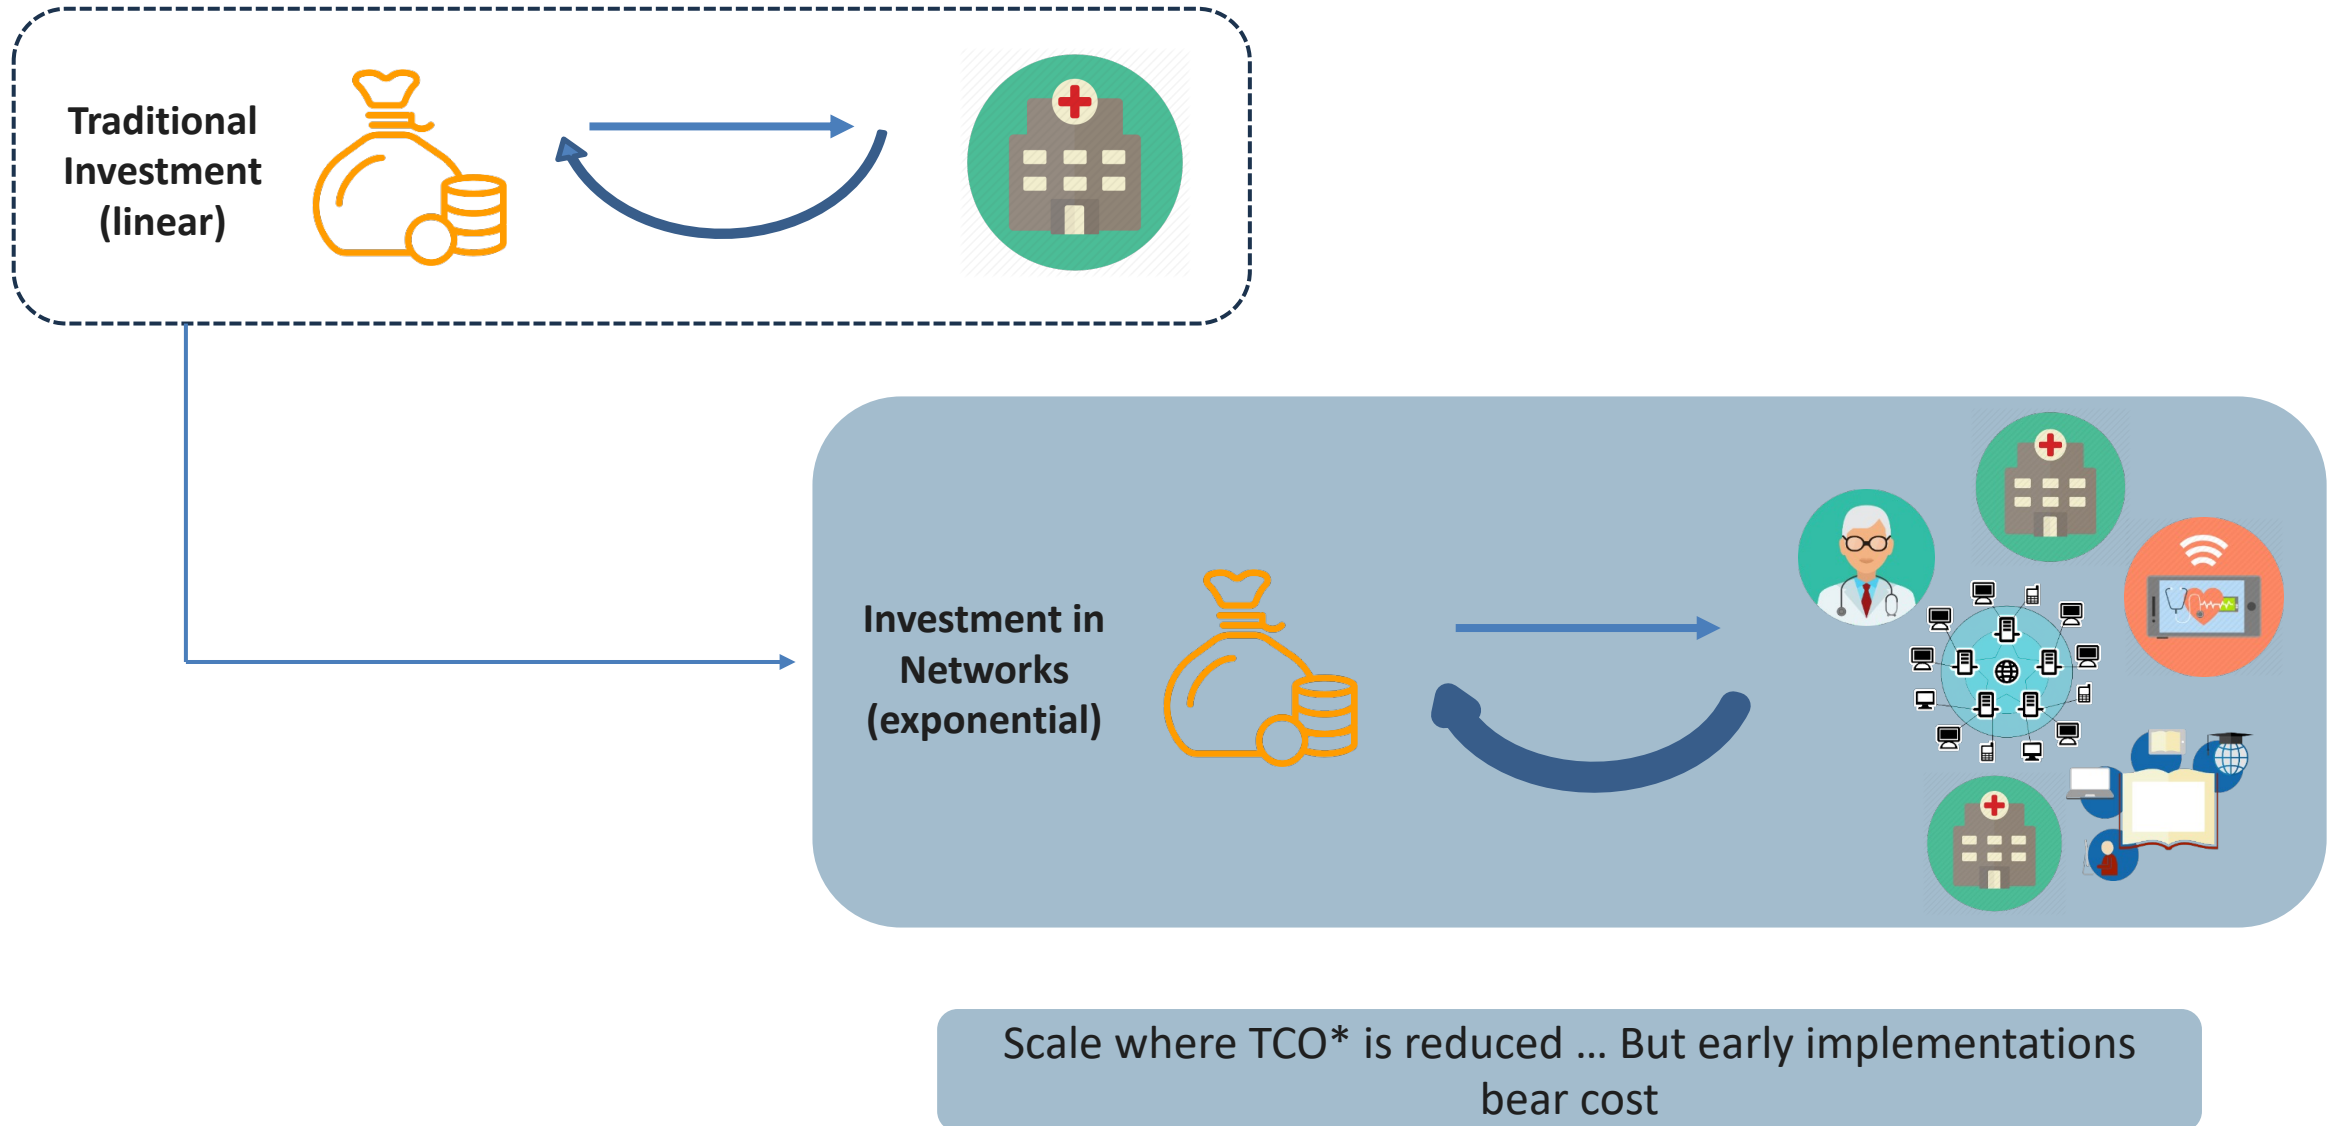 Traditional
Investment
(linear)
Investment in
Networks
(exponential)
Scale where TCO* is reduced ... But early implementations
bear cost